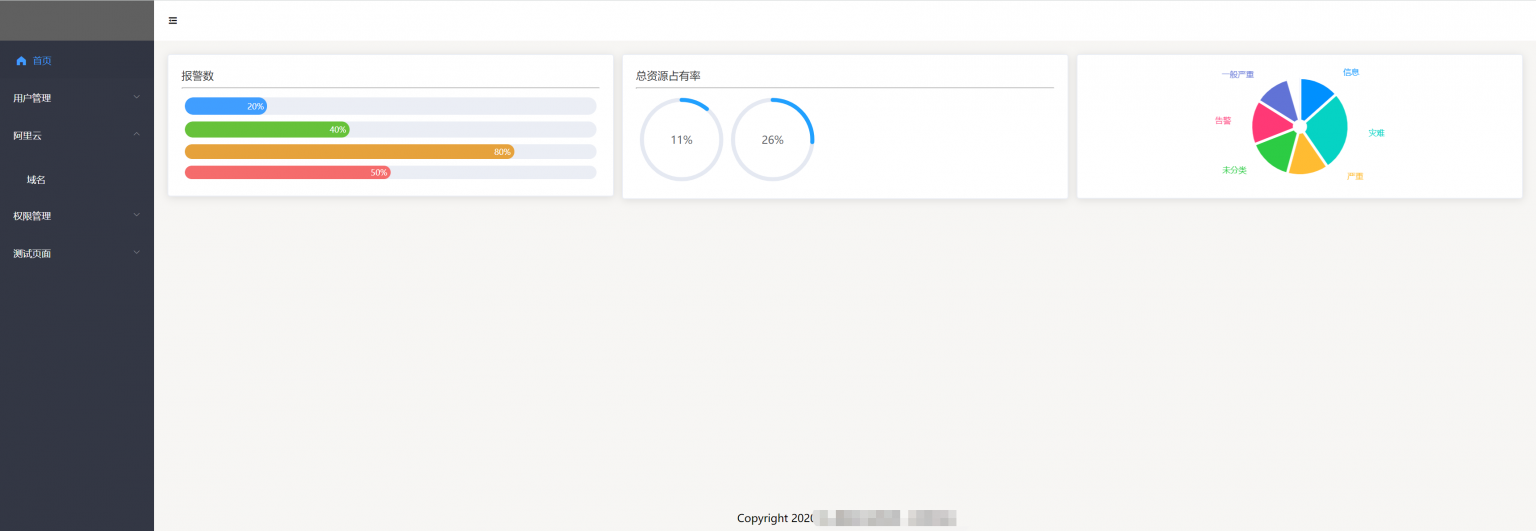 首页
用户管理
阿里云
域名
权限管理
测试页面
报警数
20%
40%
80%
50%
总资源占有率
11%
26%
一般严重
信息
告警
灾难
未分类
严重
Copyright 2020